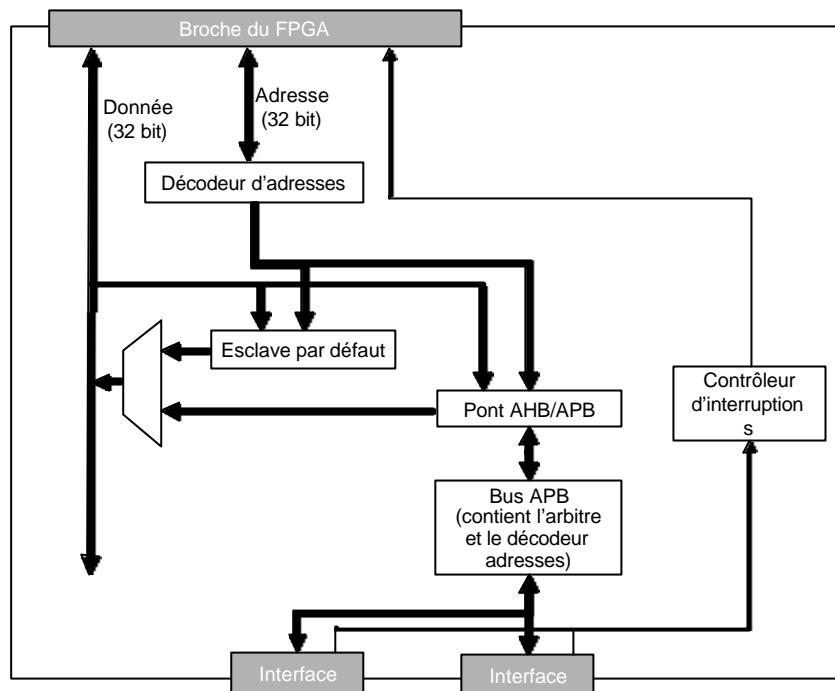 Broche du FPGA
Donnée
(32 bit)
Adresse
(32 bit)
Décodeur d'adresses
Esclave par défaut
Pont AHB/APB
Contrôleur
d'interruption
s
Bus APB
(contient l'arbitre
et le décodeur
adresses)
Interface
Interface